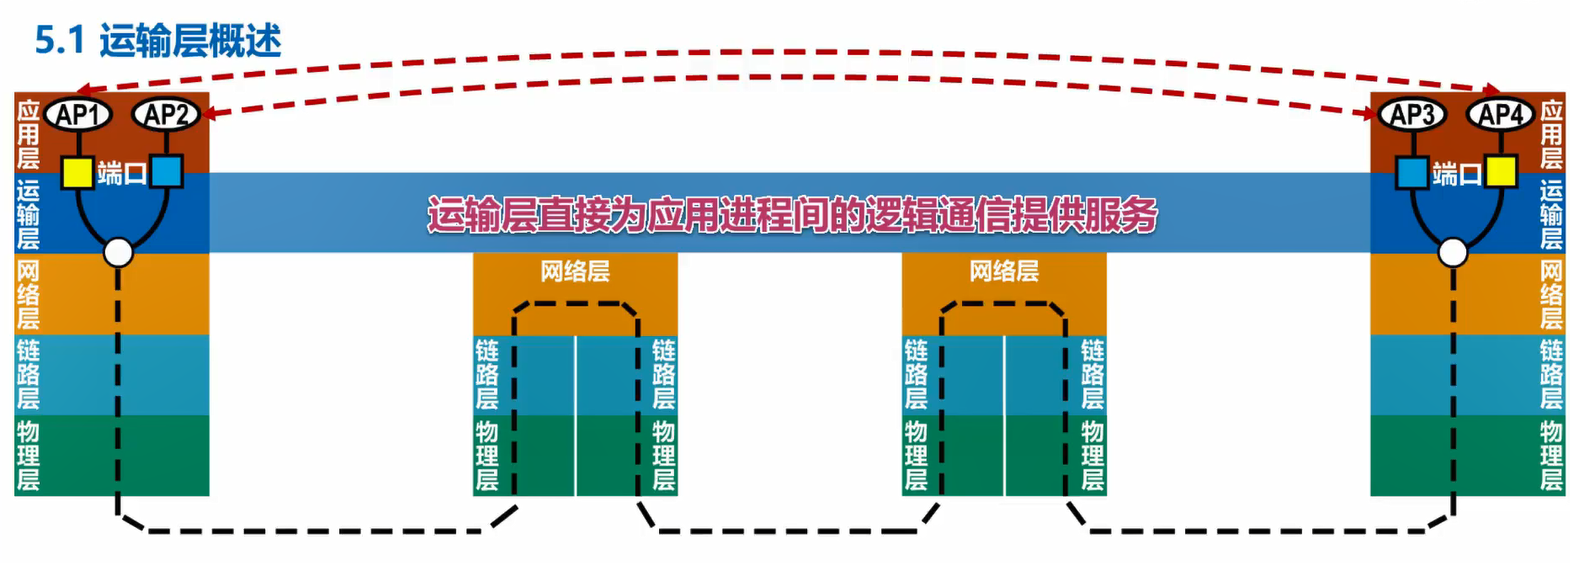 5.1 运输层概述
应用层
AP1
AP2
端口
运输层
网络层
链路层
物理层
运输层直接为应用进程间的逻辑通信提供服务
网络层
链路层
链路层
物理层
物理层
网络层
链路层
链路层
物理层
物理层
AP3
AP4
应用层
端口
运输层
网络层
链路层
物理层